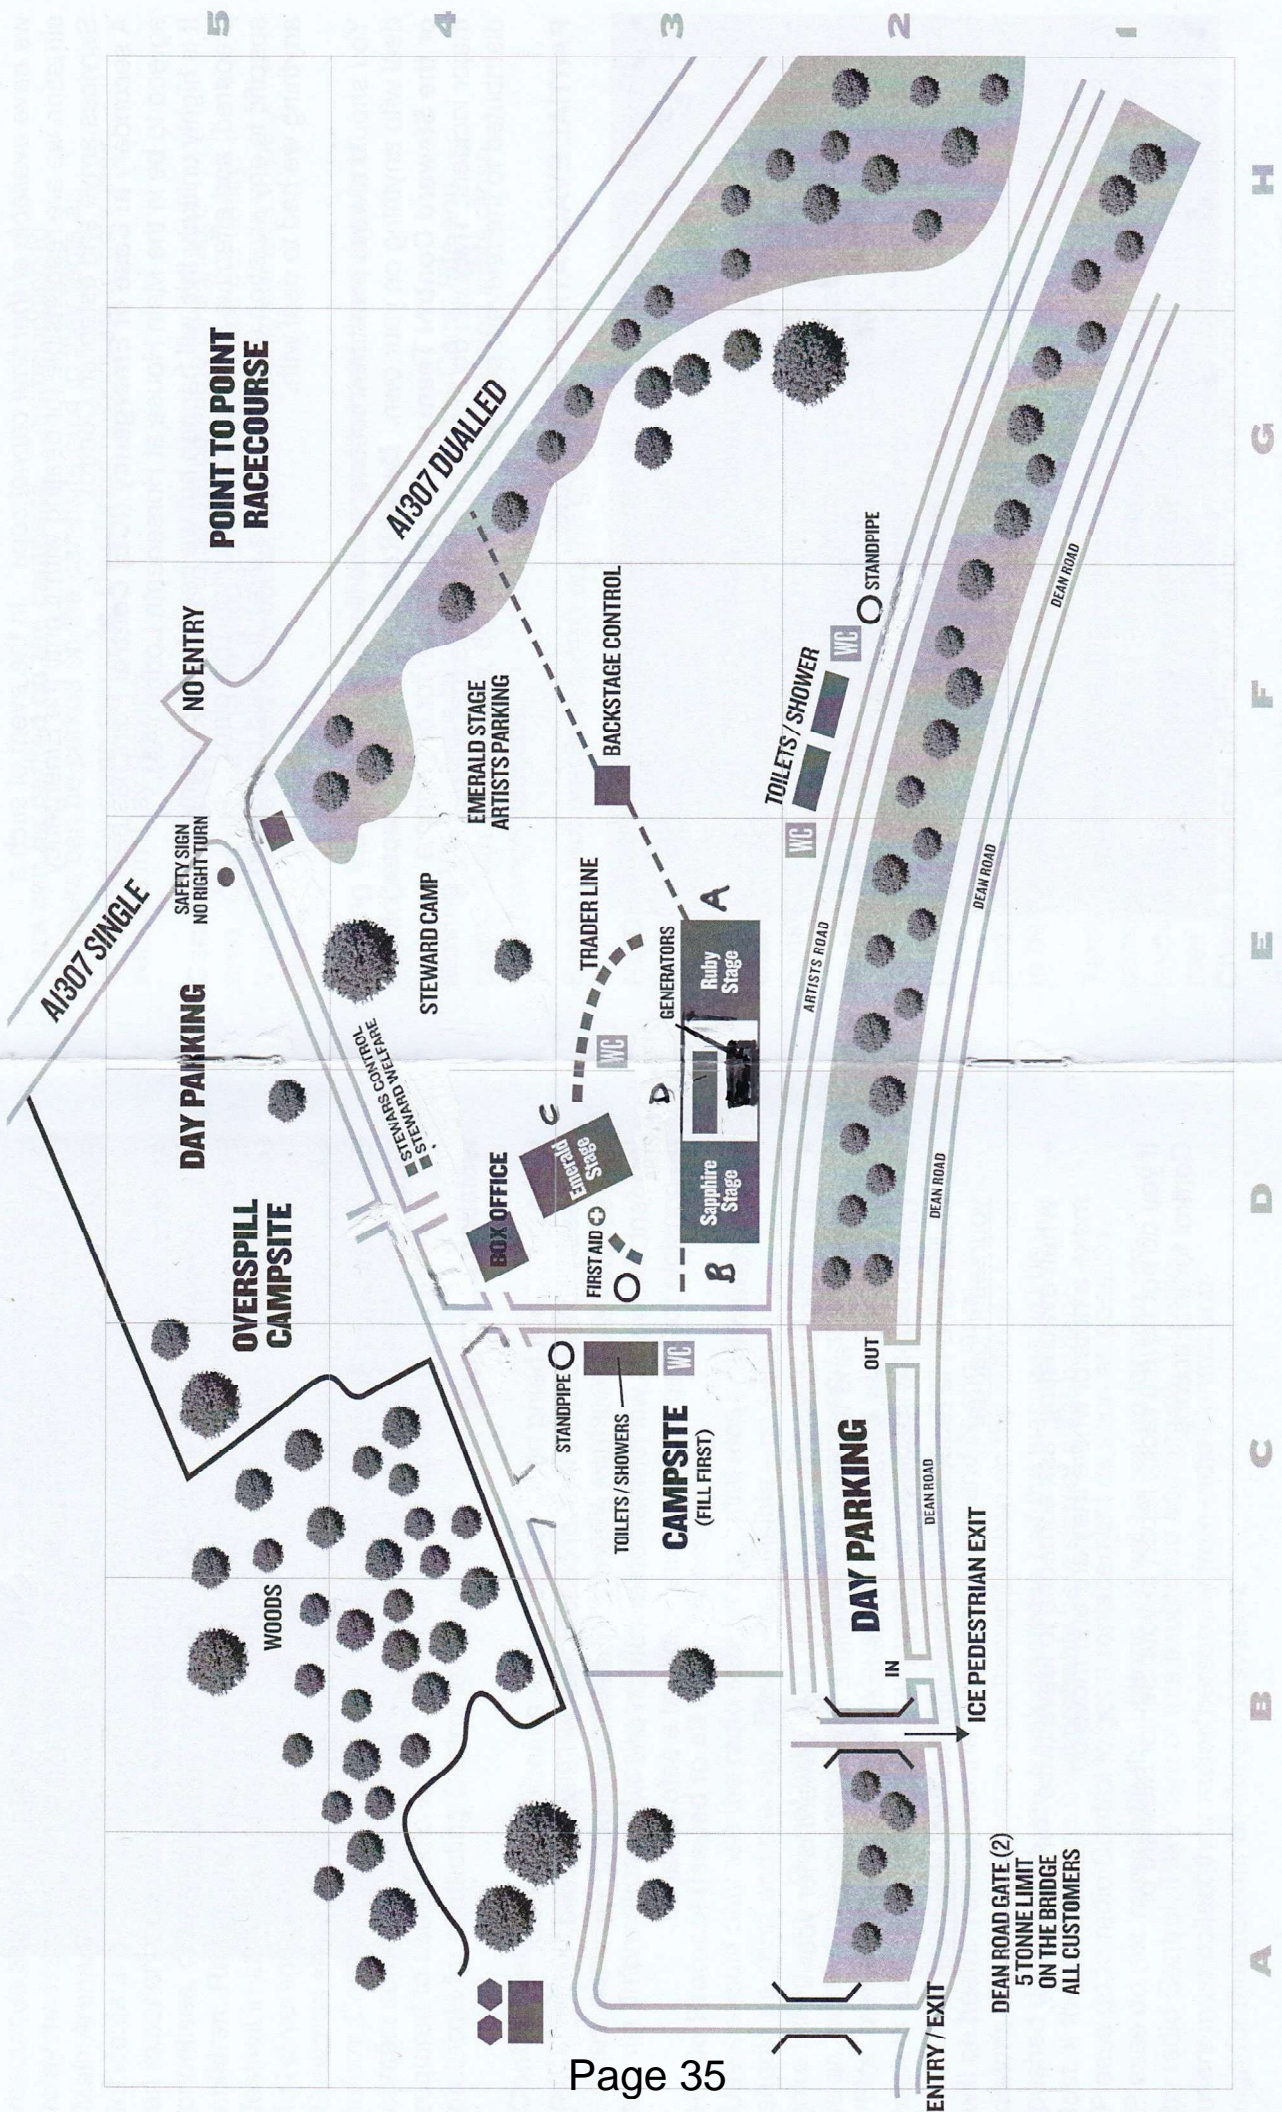 5
4
3
2
1
H
G
F
E
D
C
B
A
POINT TO POINT
RACECOURSE
A1307 DUALLED
NO ENTRY
SAFETY SIGN
NO RIGHT TURN
A1307 SINGLE
DAY PARKING
OVERSPILL
CAMPSITE
WOODS
STEWARS CONTROL
STEWARD WELFARE
STEWARD CAMP
EMERALD STAGE
ARTISTS PARKING
BACKSTAGE CONTROL
TRADER LINE
GENERATORS
WC
BOX OFFICE
C
Emerald
Stage
FIRST AID
D
A
Ruby
Stage
Sapphire
Stage
B
TOILETS / SHOWER
WC
WC
STANDPIPE
ARTISTS ROAD
DEAN ROAD
DEAN ROAD
DEAN ROAD
DEAN ROAD
STANDPIPE
TOILETS / SHOWERS
WC
CAMPSITE
(FILL FIRST)
DAY PARKING
OUT
IN
ICE PEDESTRIAN EXIT
DEAN ROAD GATE (2)
5 TONNE LIMIT
ON THE BRIDGE
ALL CUSTOMERS
ENTRY / EXIT
Page 35